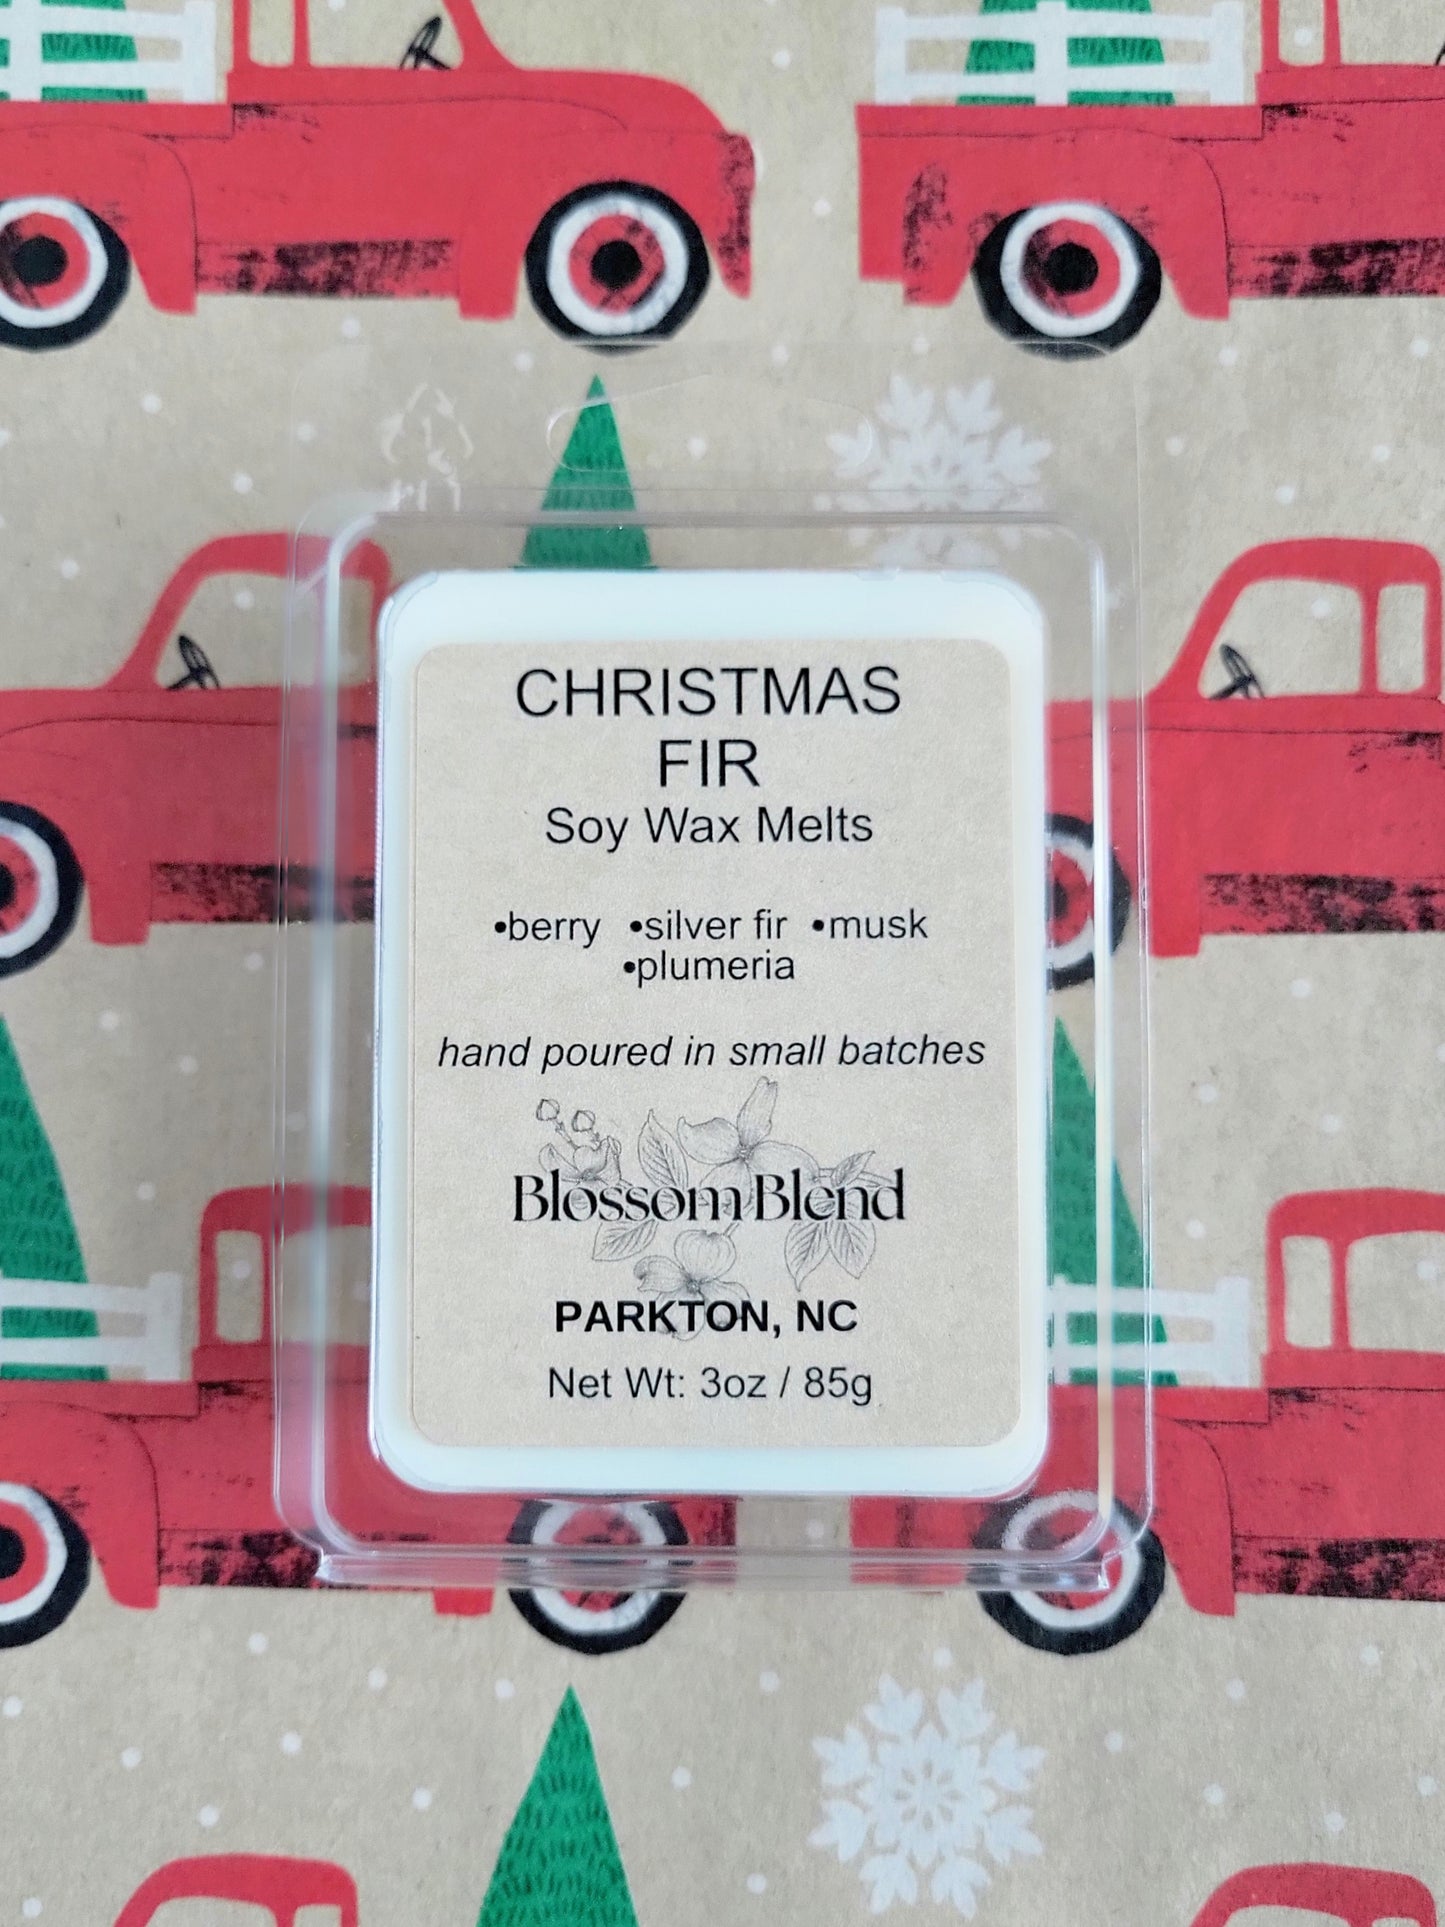 CHRISTMAS
FIR
Soy Wax Melts
•berry •silver fir •musk
•plumeria
hand poured in small batches
Blossom Blend
PARKTON, NC
Net Wt: 3oz / 85g